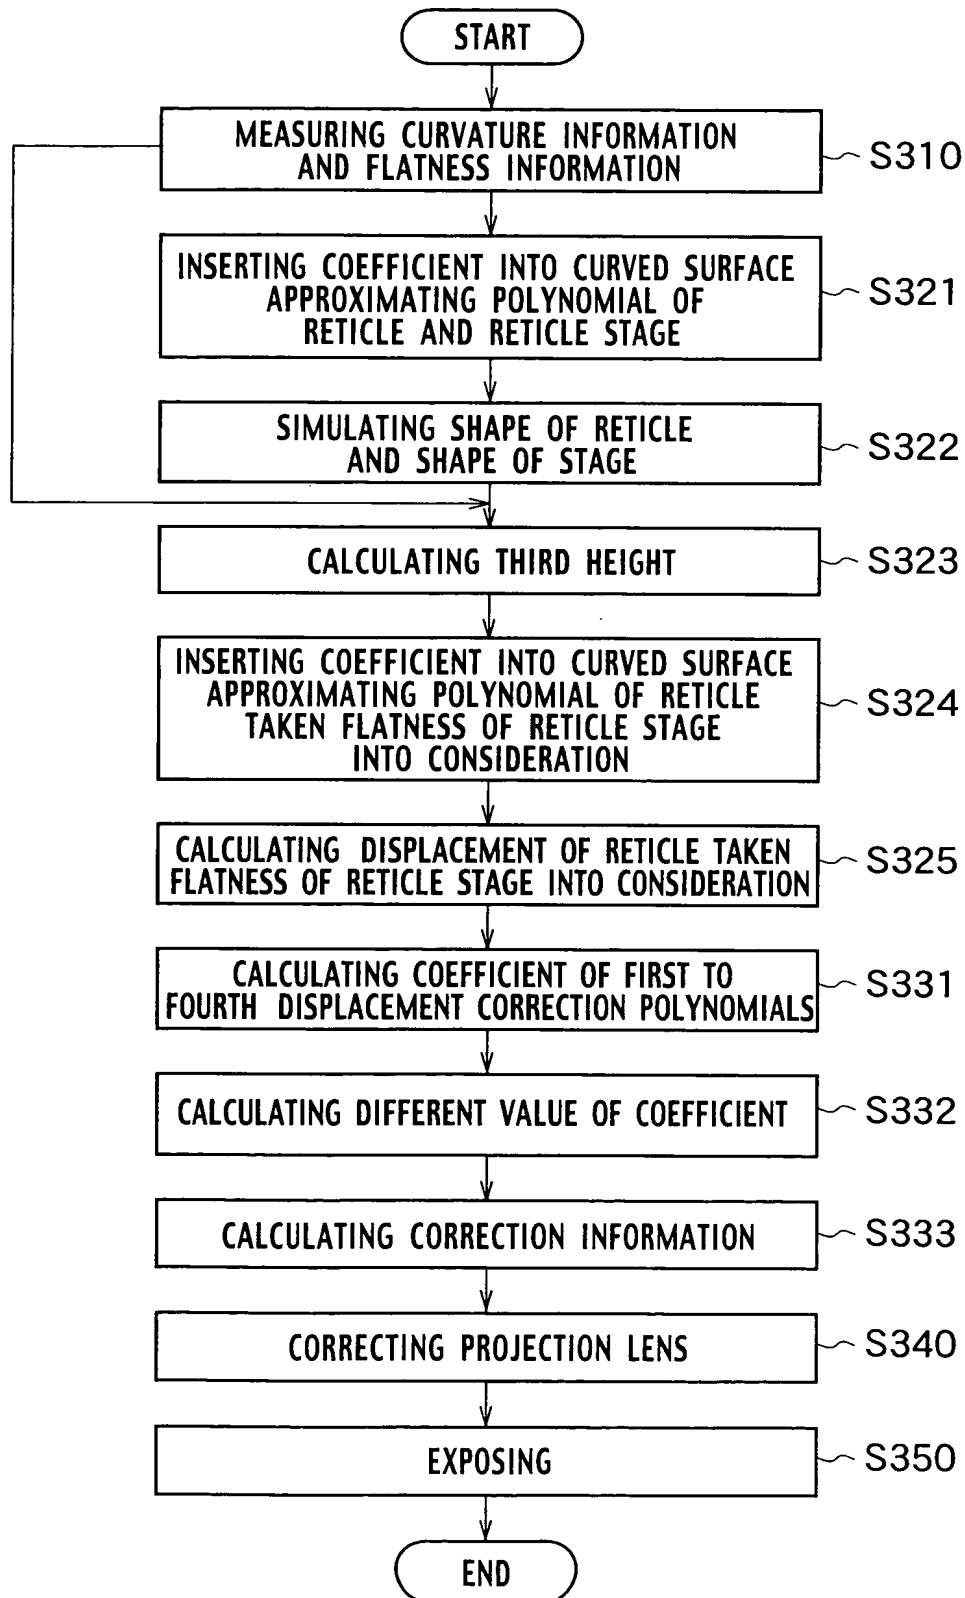 START
MEASURING CURVATURE INFORMATION
AND FLATNESS INFORMATION
S310
INSERTING COEFFICIENT INTO CURVED SURFACE
APPROXIMATING POLYNOMIAL OF
RETICLE AND RETICLE STAGE
S321
SIMULATING SHAPE OF RETICLE
AND SHAPE OF STAGE
S322
CALCULATING THIRD HEIGHT
S323
INSERTING COEFFICIENT INTO CURVED SURFACE
APPROXIMATING POLYNOMIAL OF RETICLE
TAKEN FLATNESS OF RETICLE STAGE
INTO CONSIDERATION
S324
CALCULATING DISPLACEMENT OF RETICLE TAKEN
FLATNESS OF RETICLE STAGE INTO CONSIDERATION
S325
CALCULATING COEFFICIENT OF FIRST TO
FOURTH DISPLACEMENT CORRECTION POLYNOMIALS
S331
CALCULATING DIFFERENT VALUE OF COEFFICIENT
S332
CALCULATING CORRECTION INFORMATION
S333
CORRECTING PROJECTION LENS
S340
EXPOSING
S350
END